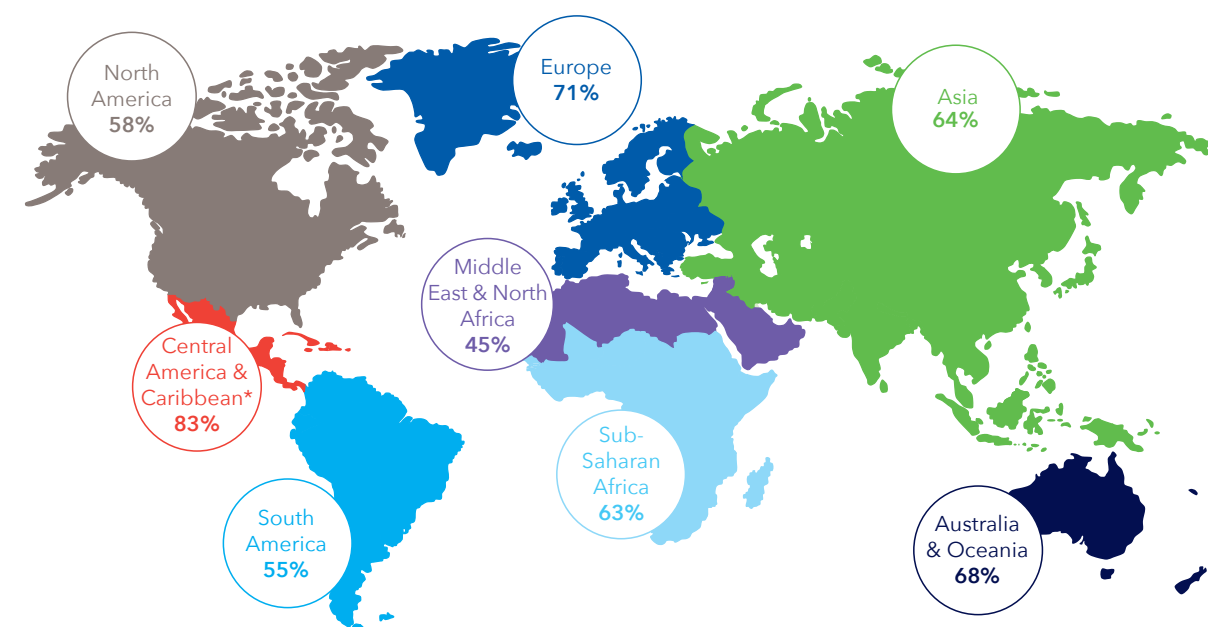 North
America
58%
Europe
71%
Asia
64%
Middle
East & North
Africa
45%
Central
America &
Caribbean*
83%
Sub-
Saharan
Africa
63%
South
America
55%
Australia
& Oceania
68%